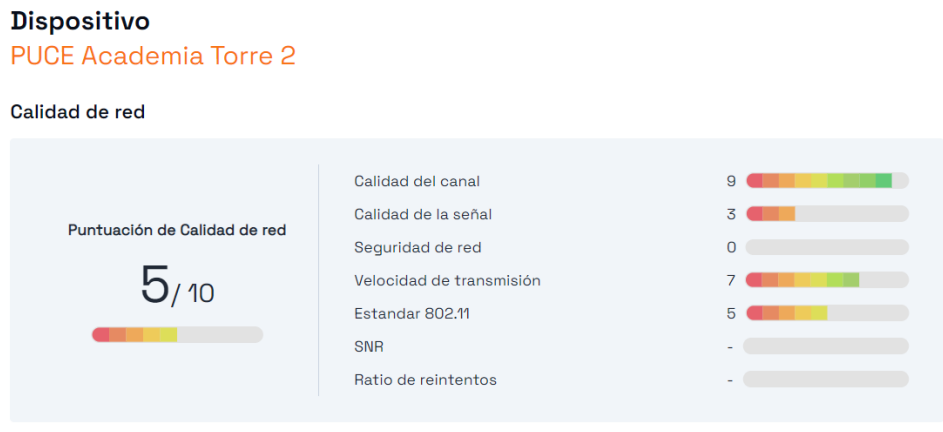 Dispositivo
PUCE Academia Torre 2
Calidad de red
Puntuación de Calidad de red
5/ 10
Calidad del canal 9
Calidad de la señal 3
Seguridad de red 0
Velocidad de transmisión 7
Estandar 802.11 5
SNR -
Ratio de reintentos -